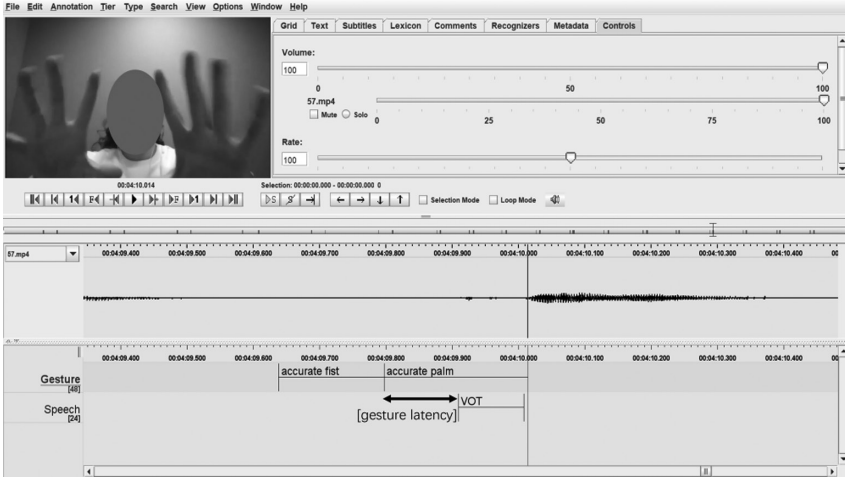 File Edit Annotation Tier Type Search View Options Window Help
Grid Text Subtitles Lexicon Comments Recognizers Metadata Controls
Volume:
100
0 50 100
57.mp4
Mute Solo
0 25 50 75 100
Rate:
100
00:04:10.014
Selection: 00:00:00.000 - 00:00:00.000 0
Selection Mode Loop Mode
57.mp4
00:04:09.400 00:04:09.500 00:04:09.600 00:04:09.700 00:04:09.800 00:04:09.900 00:04:10.000 00:04:10.100 00:04:10.200 00:04:10.300 00:04:10.400 00
00:04:09.400 00:04:09.500 00:04:09.600 00:04:09.700 00:04:09.800 00:04:09.900 00:04:10.000 00:04:10.100 00:04:10.200 00:04:10.300 00:04:10.400 00
Gesture
[48]
accurate fist accurate palm
Speech
[24]
VOT
[gesture latency]